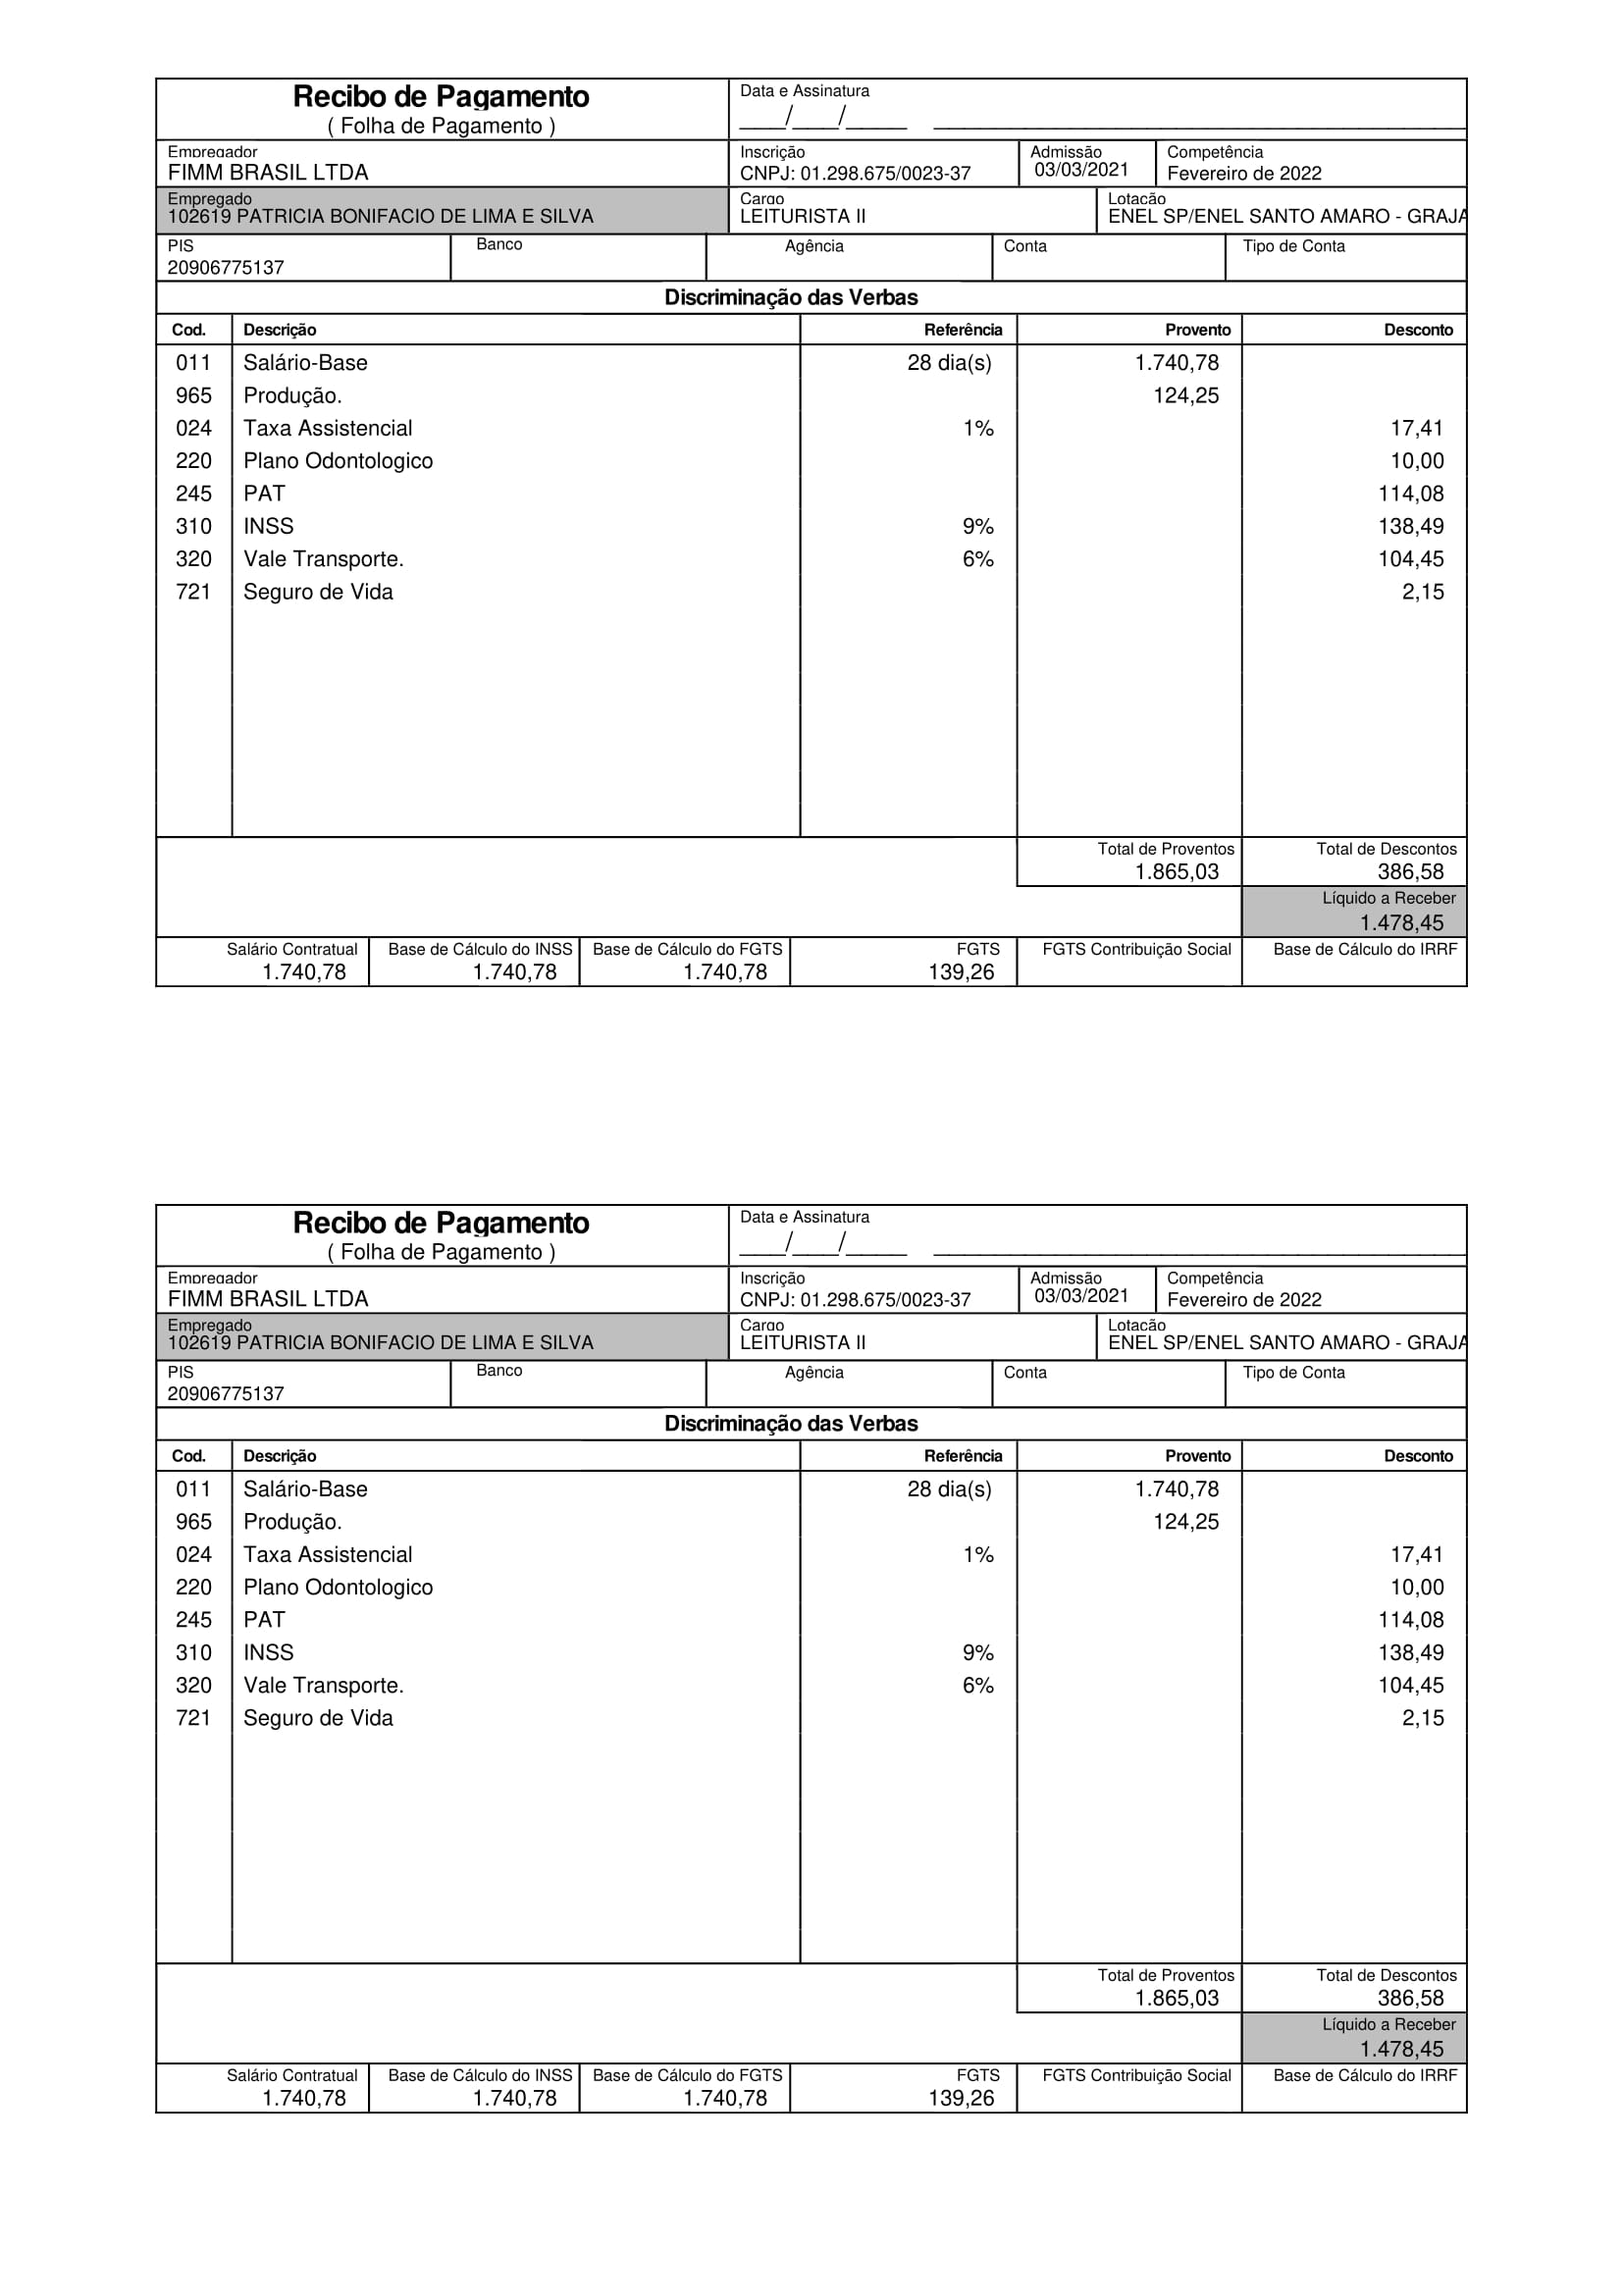 Recibo de Pagamento
( Folha de Pagamento )
Data e Assinatura
___/___/____ ____________________
Empregador
FIMM BRASIL LTDA
Inscrição
CNPJ: 01.298.675/0023-37
Admissão
03/03/2021
Competência
Fevereiro de 2022
Empregado
102619 PATRICIA BONIFACIO DE LIMA E SILVA
Cargo
LEITURISTA II
Lotação
ENEL SP/ENEL SANTO AMARO - GRAJA
PIS
20906775137
Banco
Agência
Conta
Tipo de Conta
Discriminação das Verbas
Cod. Descrição Referência Provento Desconto
011 Salário-Base 28 dia(s) 1.740,78
965 Produção. 124,25
024 Taxa Assistencial 1% 17,41
220 Plano Odontologico 10,00
245 PAT 114,08
310 INSS 9% 138,49
320 Vale Transporte. 6% 104,45
721 Seguro de Vida 2,15
Total de Proventos Total de Descontos
1.865,03 386,58
Líquido a Receber
1.478,45
Salário Contratual Base de Cálculo do INSS Base de Cálculo do FGTS FGTS FGTS Contribuição Social Base de Cálculo do IRRF
1.740,78 1.740,78 1.740,78 139,26
Recibo de Pagamento
( Folha de Pagamento )
Data e Assinatura
___/___/____ ____________________
Empregador
FIMM BRASIL LTDA
Inscrição
CNPJ: 01.298.675/0023-37
Admissão
03/03/2021
Competência
Fevereiro de 2022
Empregado
102619 PATRICIA BONIFACIO DE LIMA E SILVA
Cargo
LEITURISTA II
Lotação
ENEL SP/ENEL SANTO AMARO - GRAJA
PIS
20906775137
Banco
Agência
Conta
Tipo de Conta
Discriminação das Verbas
Cod. Descrição Referência Provento Desconto
011 Salário-Base 28 dia(s) 1.740,78
965 Produção. 124,25
024 Taxa Assistencial 1% 17,41
220 Plano Odontologico 10,00
245 PAT 114,08
310 INSS 9% 138,49
320 Vale Transporte. 6% 104,45
721 Seguro de Vida 2,15
Total de Proventos Total de Descontos
1.865,03 386,58
Líquido a Receber
1.478,45
Salário Contratual Base de Cálculo do INSS Base de Cálculo do FGTS FGTS FGTS Contribuição Social Base de Cálculo do IRRF
1.740,78 1.740,78 1.740,78 139,26